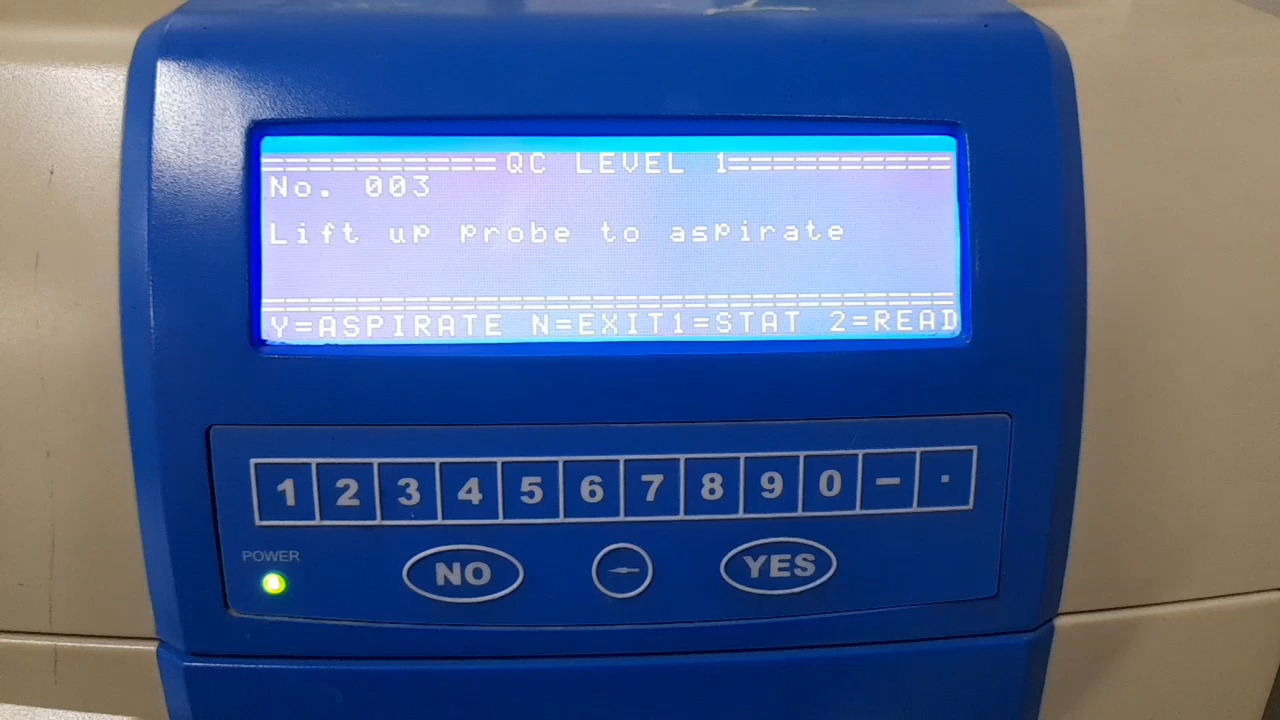 QC LEVEL 1
No. 003
Lift up probe to aspirate
Y=ASPIRATE N=EXIT1=STAT 2=READ
1 2 3 4 5 6 7 8 9 0 – ·
POWER
NO YES